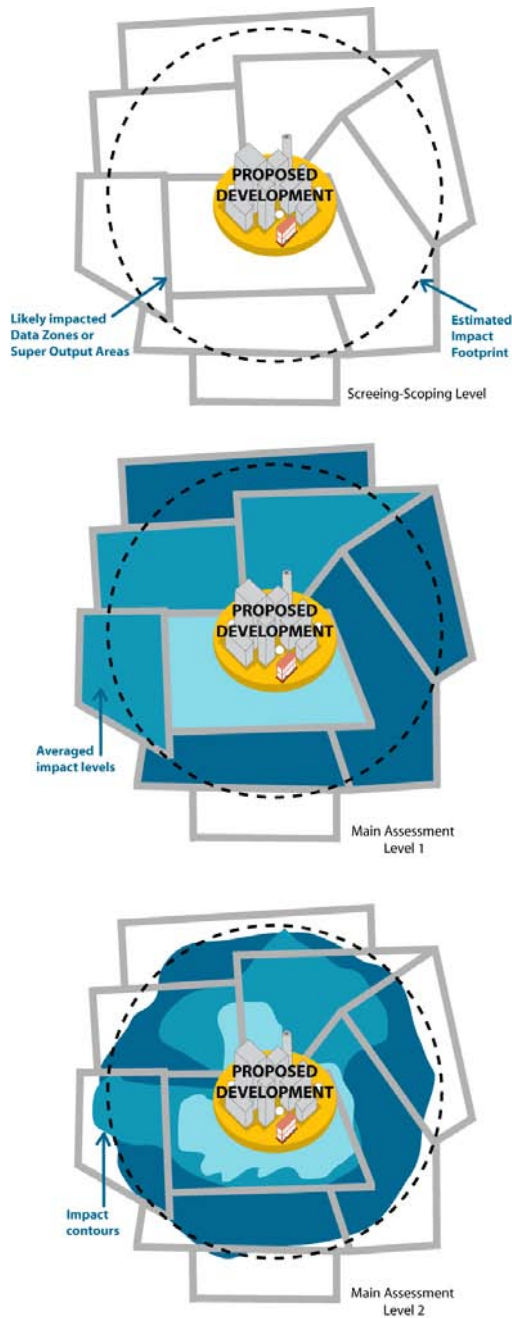 PROPOSED
DEVELOPMENT
Likely impacted
Data Zones or
Super Output Areas
Estimated
Impact
Footprint
Screeing-Scoping Level
PROPOSED
DEVELOPMENT
Averaged
impact levels
Main Assessment
Level 1
PROPOSED
DEVELOPMENT
Impact
contours
Main Assessment
Level 2